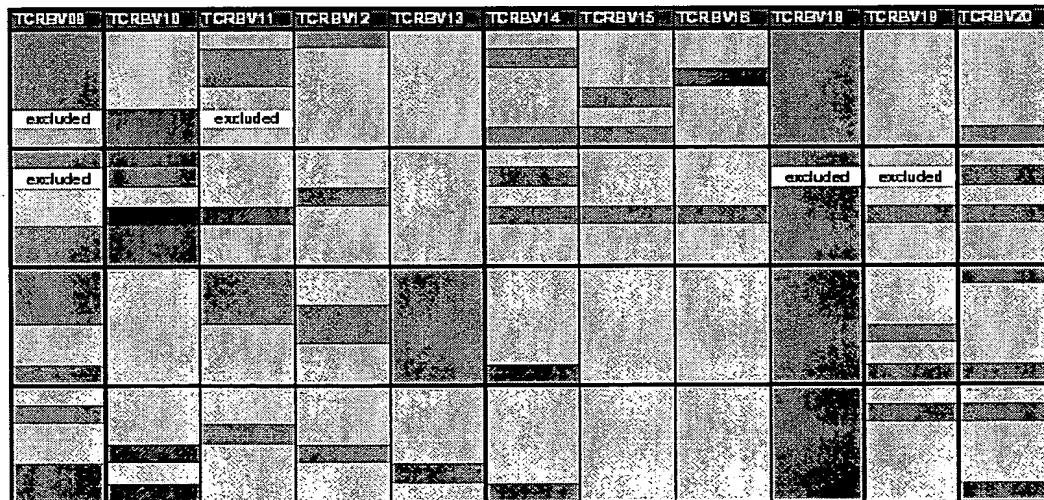 TCRBV09 TCRBV10 TCRBV11 TCRBV12 TCRBV13 TCRBV14 TCRBV15 TCRBV16 TCRBV18 TCRBV19 TCRBV20
excluded excluded
excluded excluded excluded